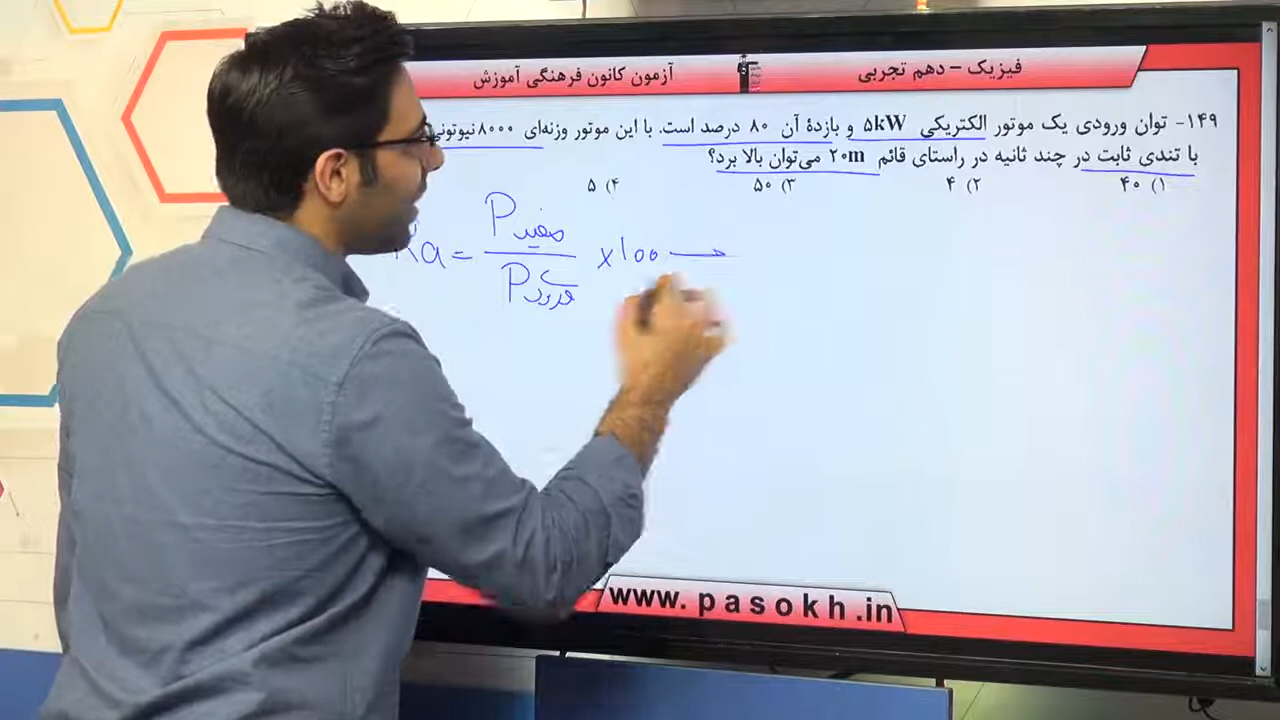 فیزیک – دهم تجربی
آزمون کانون فرهنگی آموزش
۱۴۹- توان ورودی یک موتور الکتریکی ۵kW و بازدهٔ آن ۸۰ درصد است. با این موتور وزنه‌ای ۸۰۰۰ نیوتونی
با تندی ثابت در چند ثانیه در راستای قائم ۲۰m می‌توان بالا برد؟
۱) ۴۰ ۲) ۴ ۳) ۵۰ ۴) ۵
Ra = P مفید / P ورودی ×100 →
www.pasokh.in